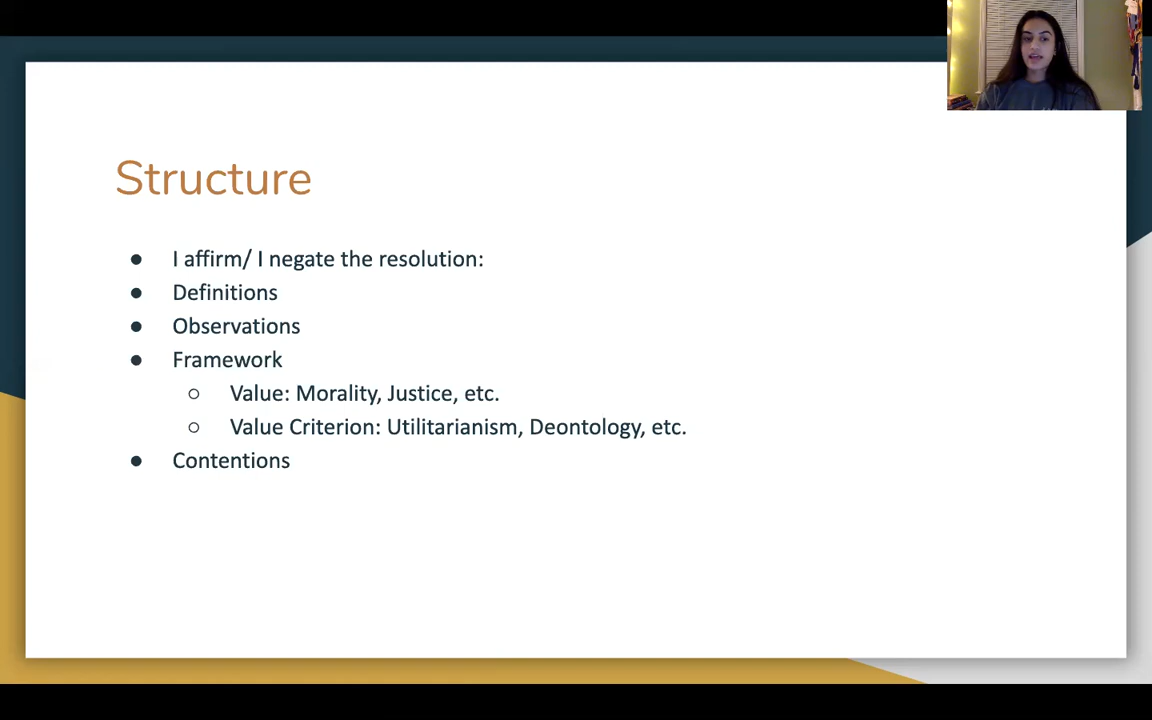 Structure
● I affirm/ I negate the resolution:
● Definitions
● Observations
● Framework
○ Value: Morality, Justice, etc.
○ Value Criterion: Utilitarianism, Deontology, etc.
● Contentions